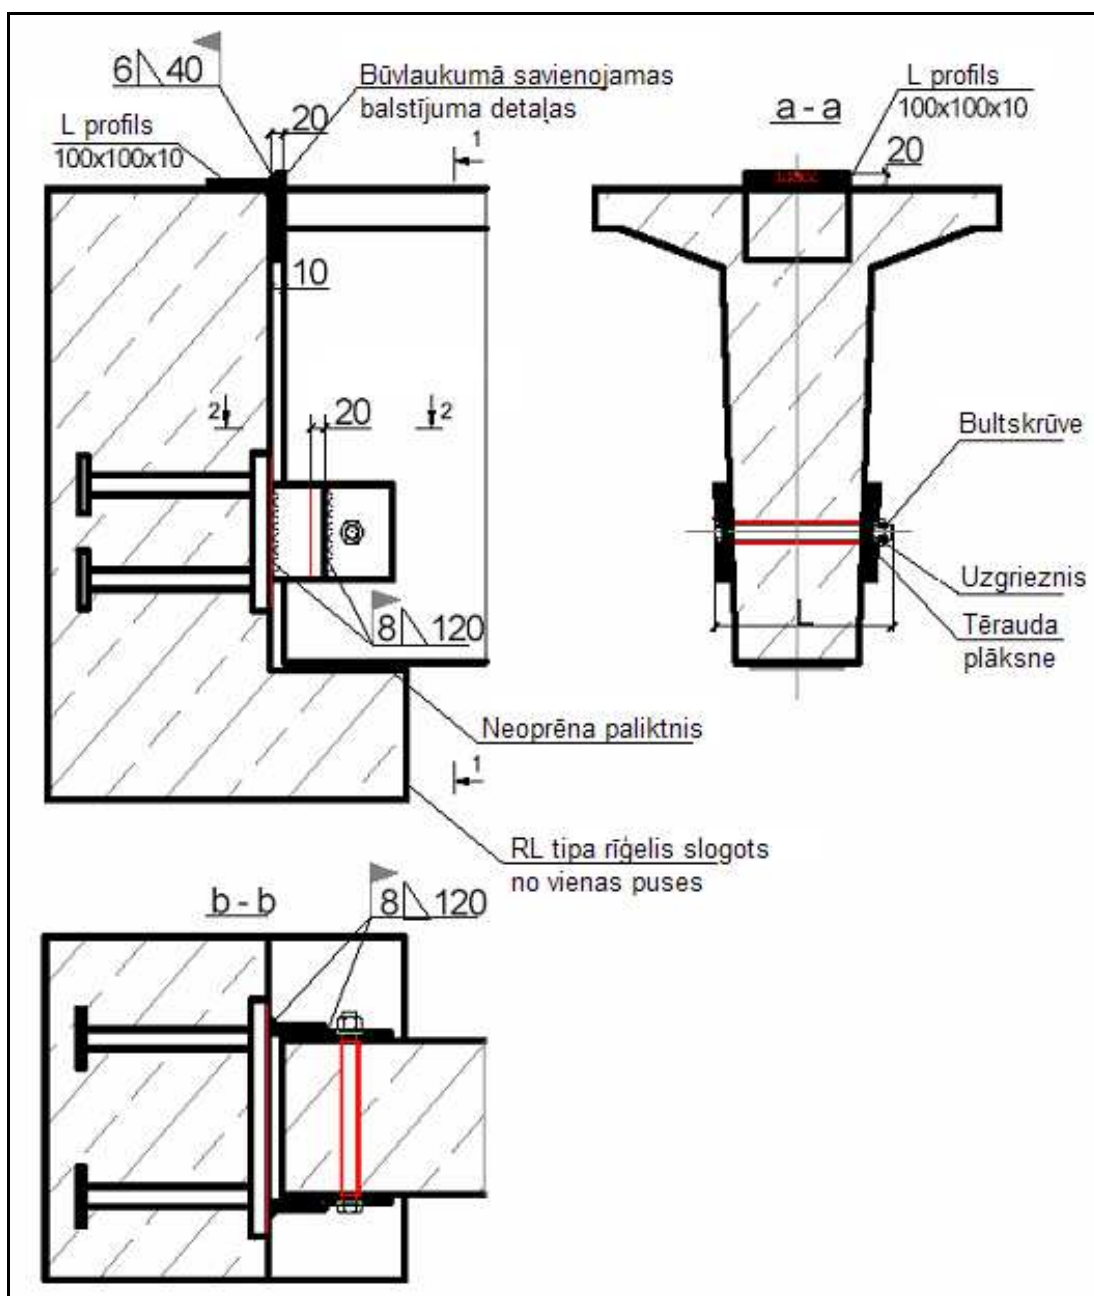 6 40
Būvlaukumā savienojamas
balstījuma detaļas
L profils
100x100x10
20
1
a - a
L profils
100x100x10
20
10
2
20
2
8 120
Bultskrūve
Uzgrieznis
Tērauda
plāksne
L
Neoprēna paliktnis
1
RL tipa rīģelis slogots
no vienas puses
b - b
8 120